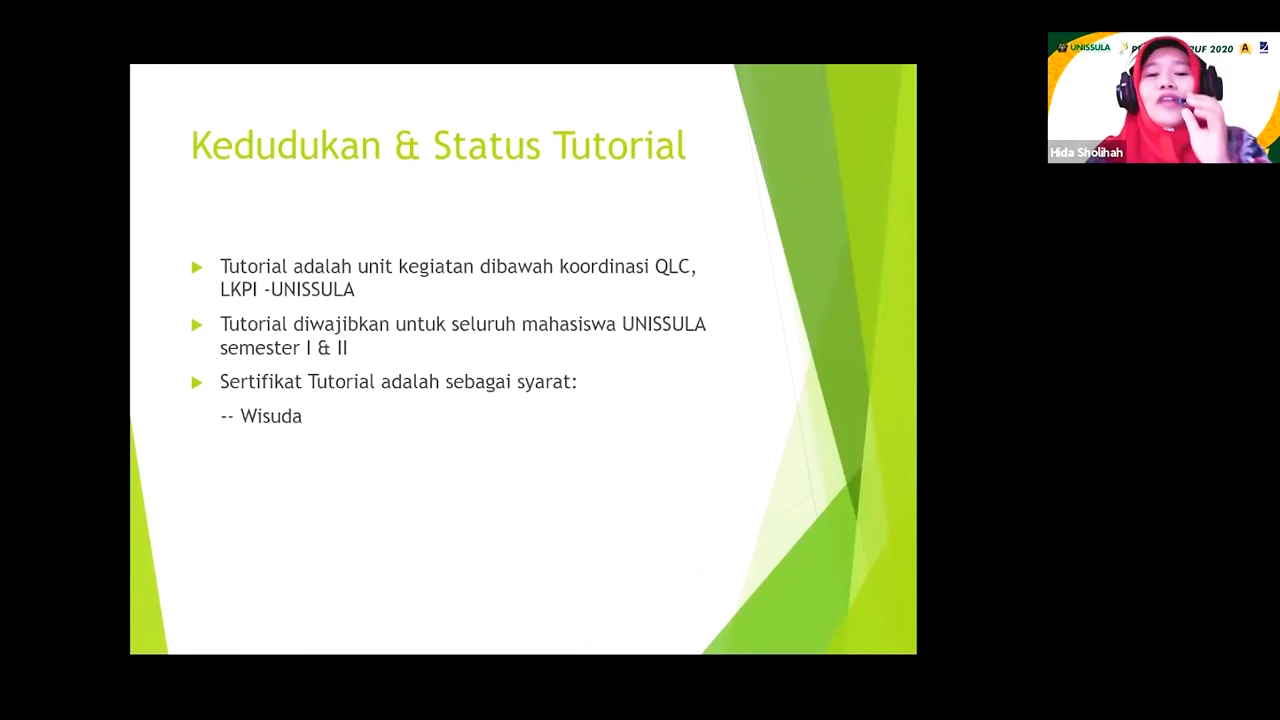 UNISSULA
UF 2020
Hida Sholihah
Kedudukan & Status Tutorial
Tutorial adalah unit kegiatan dibawah koordinasi QLC,
LKPI -UNISSULA
Tutorial diwajibkan untuk seluruh mahasiswa UNISSULA
semester I & II
Sertifikat Tutorial adalah sebagai syarat:
-- Wisuda